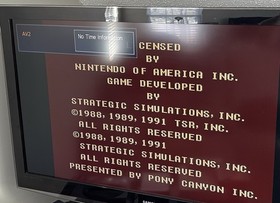 AV2
No Time Information
CENSED
BY
NINTENDO OF AMERICA INC.
GAME DEVELOPED
BY
STRATEGIC SIMULATIONS, INC.
©1988, 1989, 1991 TSR, INC.
ALL RIGHTS RESERVED
©1988, 1989, 1991
STRATEGIC SIMULATIONS, INC.
ALL RIGHTS RESERVED
PRESENTED BY PONY CANYON INC.